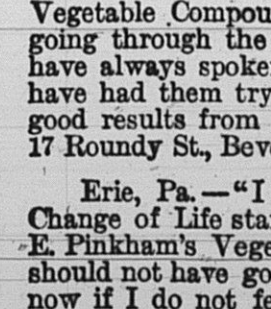 Vegetable Compou
going through the
have always spoke
have had them try
good results from
17 Roundy St., Bev
Erie, Pa.—“I
Change of Life sta
E. Pinkham's Vege
should not have go
now if I do not fe